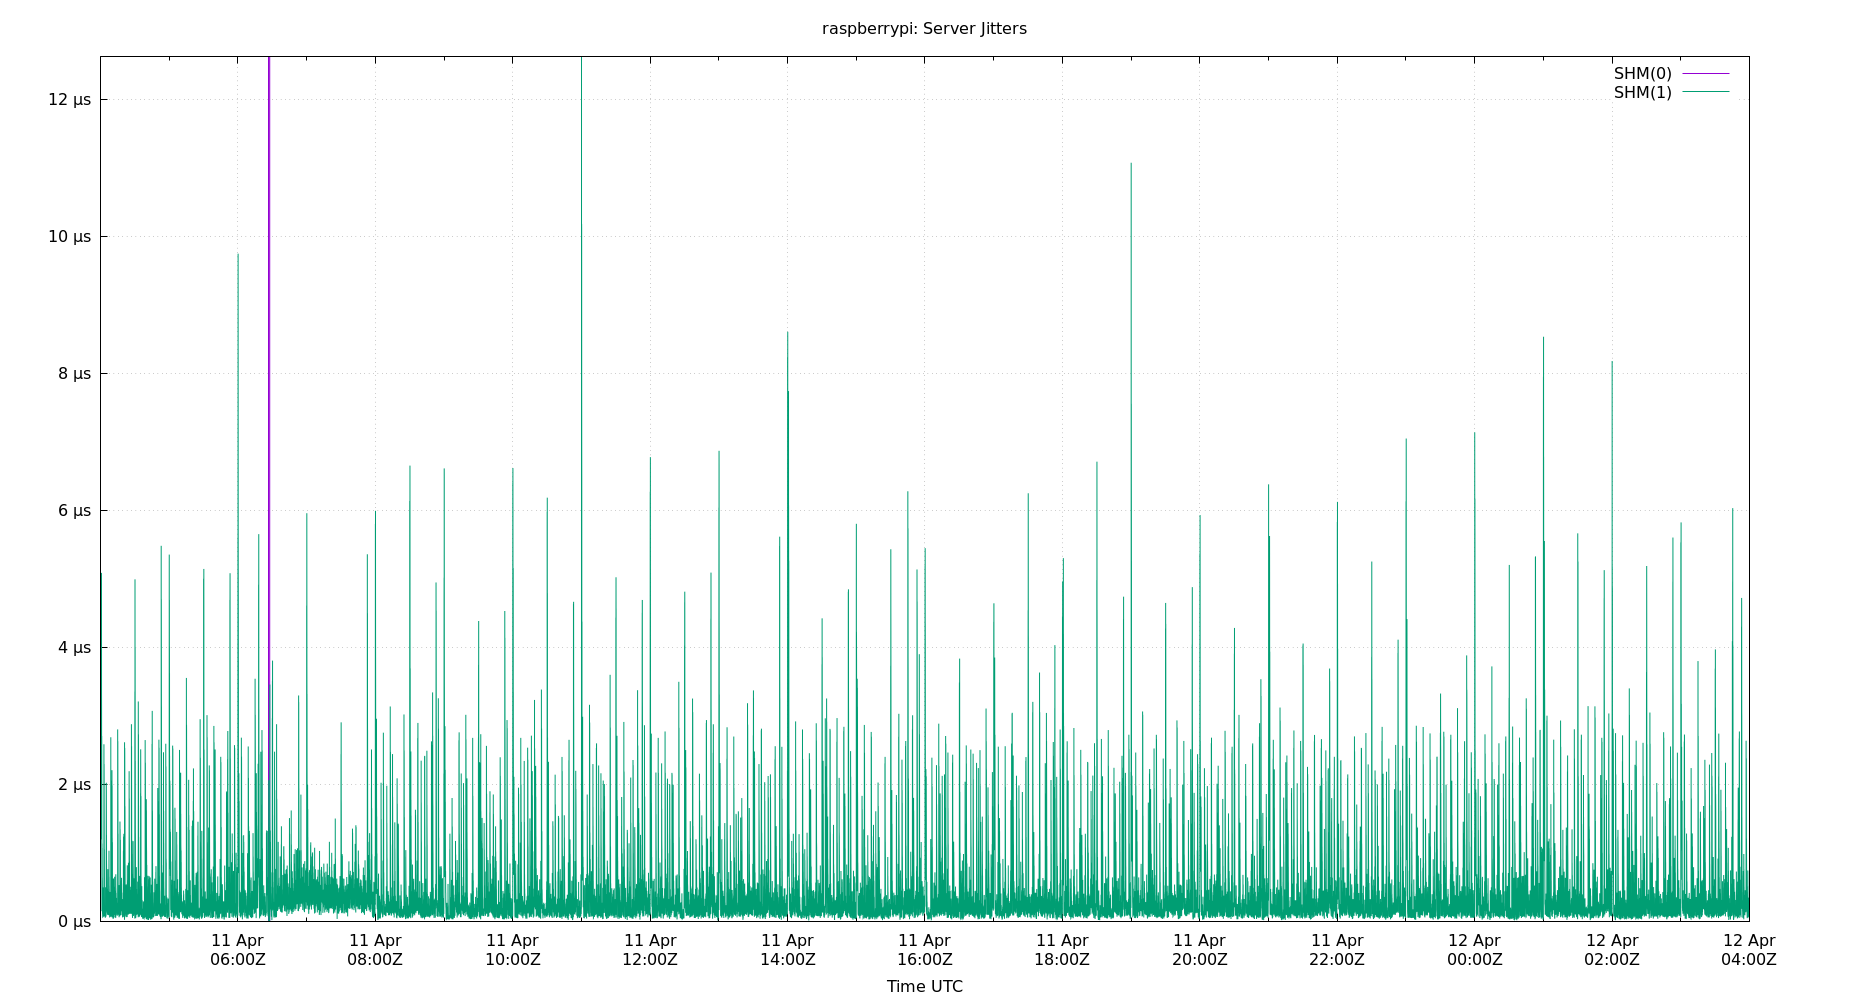 raspberrypi: Server Jitters
SHM(0)
SHM(1)
12 µs
10 µs
8 µs
6 µs
4 µs
2 µs
0 µs
11 Apr
06:00Z
11 Apr
08:00Z
11 Apr
10:00Z
11 Apr
12:00Z
11 Apr
14:00Z
11 Apr
16:00Z
11 Apr
18:00Z
11 Apr
20:00Z
11 Apr
22:00Z
12 Apr
00:00Z
12 Apr
02:00Z
12 Apr
04:00Z
Time UTC